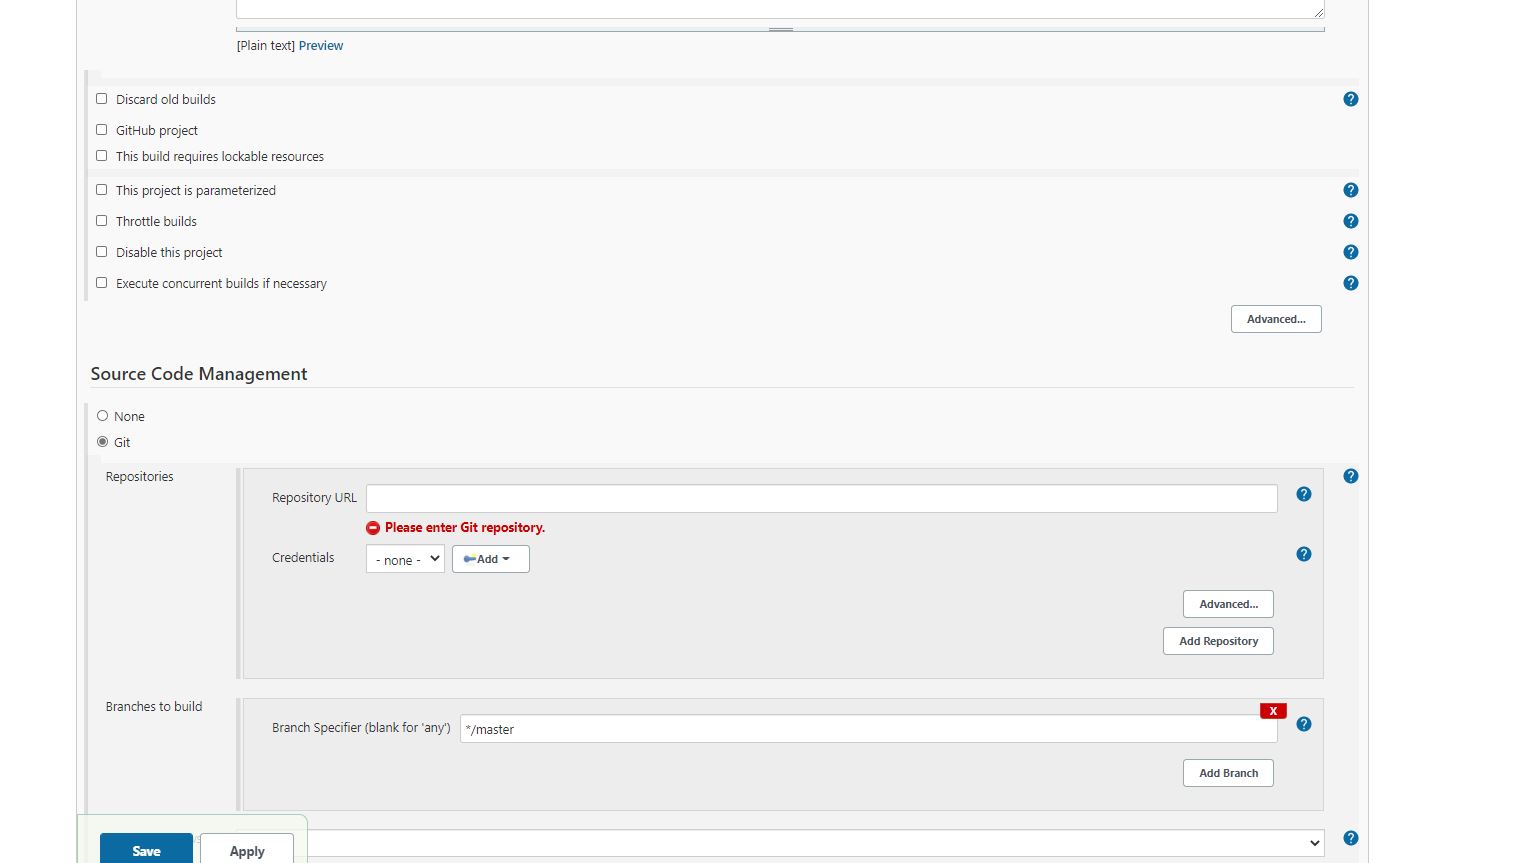 [Plain text] Preview
Discard old builds
GitHub project
This build requires lockable resources
This project is parameterized
Throttle builds
Disable this project
Execute concurrent builds if necessary
Advanced...
Source Code Management
None
Git
Repositories
Repository URL
Please enter Git repository.
Credentials
- none -
Add
Advanced...
Add Repository
Branches to build
X
Branch Specifier (blank for 'any')
*/master
Add Branch
Save
Apply